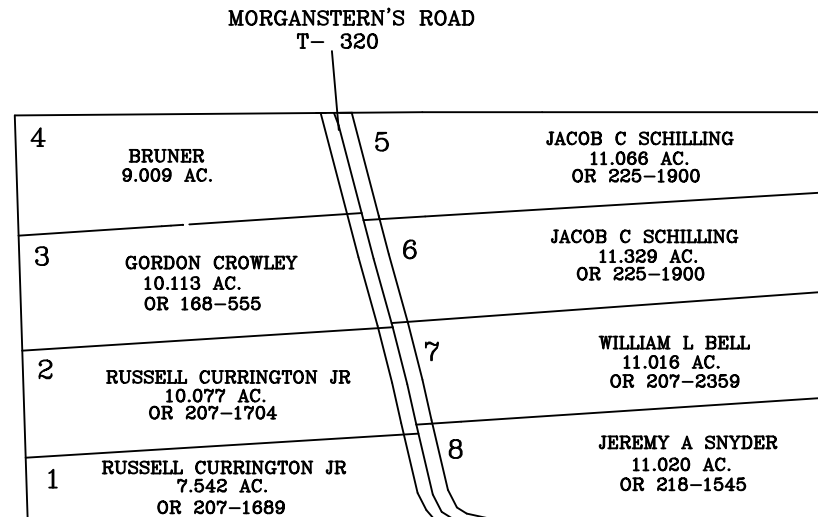 MORGANSTERN'S ROAD
T- 320
4
BRUNER
9.009 AC.
5
JACOB C SCHILLING
11.066 AC.
OR 225-1900
3
GORDON CROWLEY
10.113 AC.
OR 168-555
6
JACOB C SCHILLING
11.329 AC.
OR 225-1900
2
RUSSELL CURRINGTON JR
10.077 AC.
OR 207-1704
7
WILLIAM L BELL
11.016 AC.
OR 207-2359
1
RUSSELL CURRINGTON JR
7.542 AC.
OR 207-1689
8
JEREMY A SNYDER
11.020 AC.
OR 218-1545